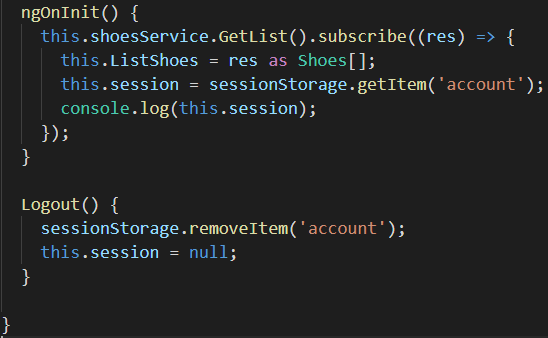 ngOnInit() {
this.shoesService.GetList().subscribe((res) => {
this.ListShoes = res as Shoes[];
this.session = sessionStorage.getItem('account');
console.log(this.session);
});
}
Logout() {
sessionStorage.removeItem('account');
this.session = null;
}
}